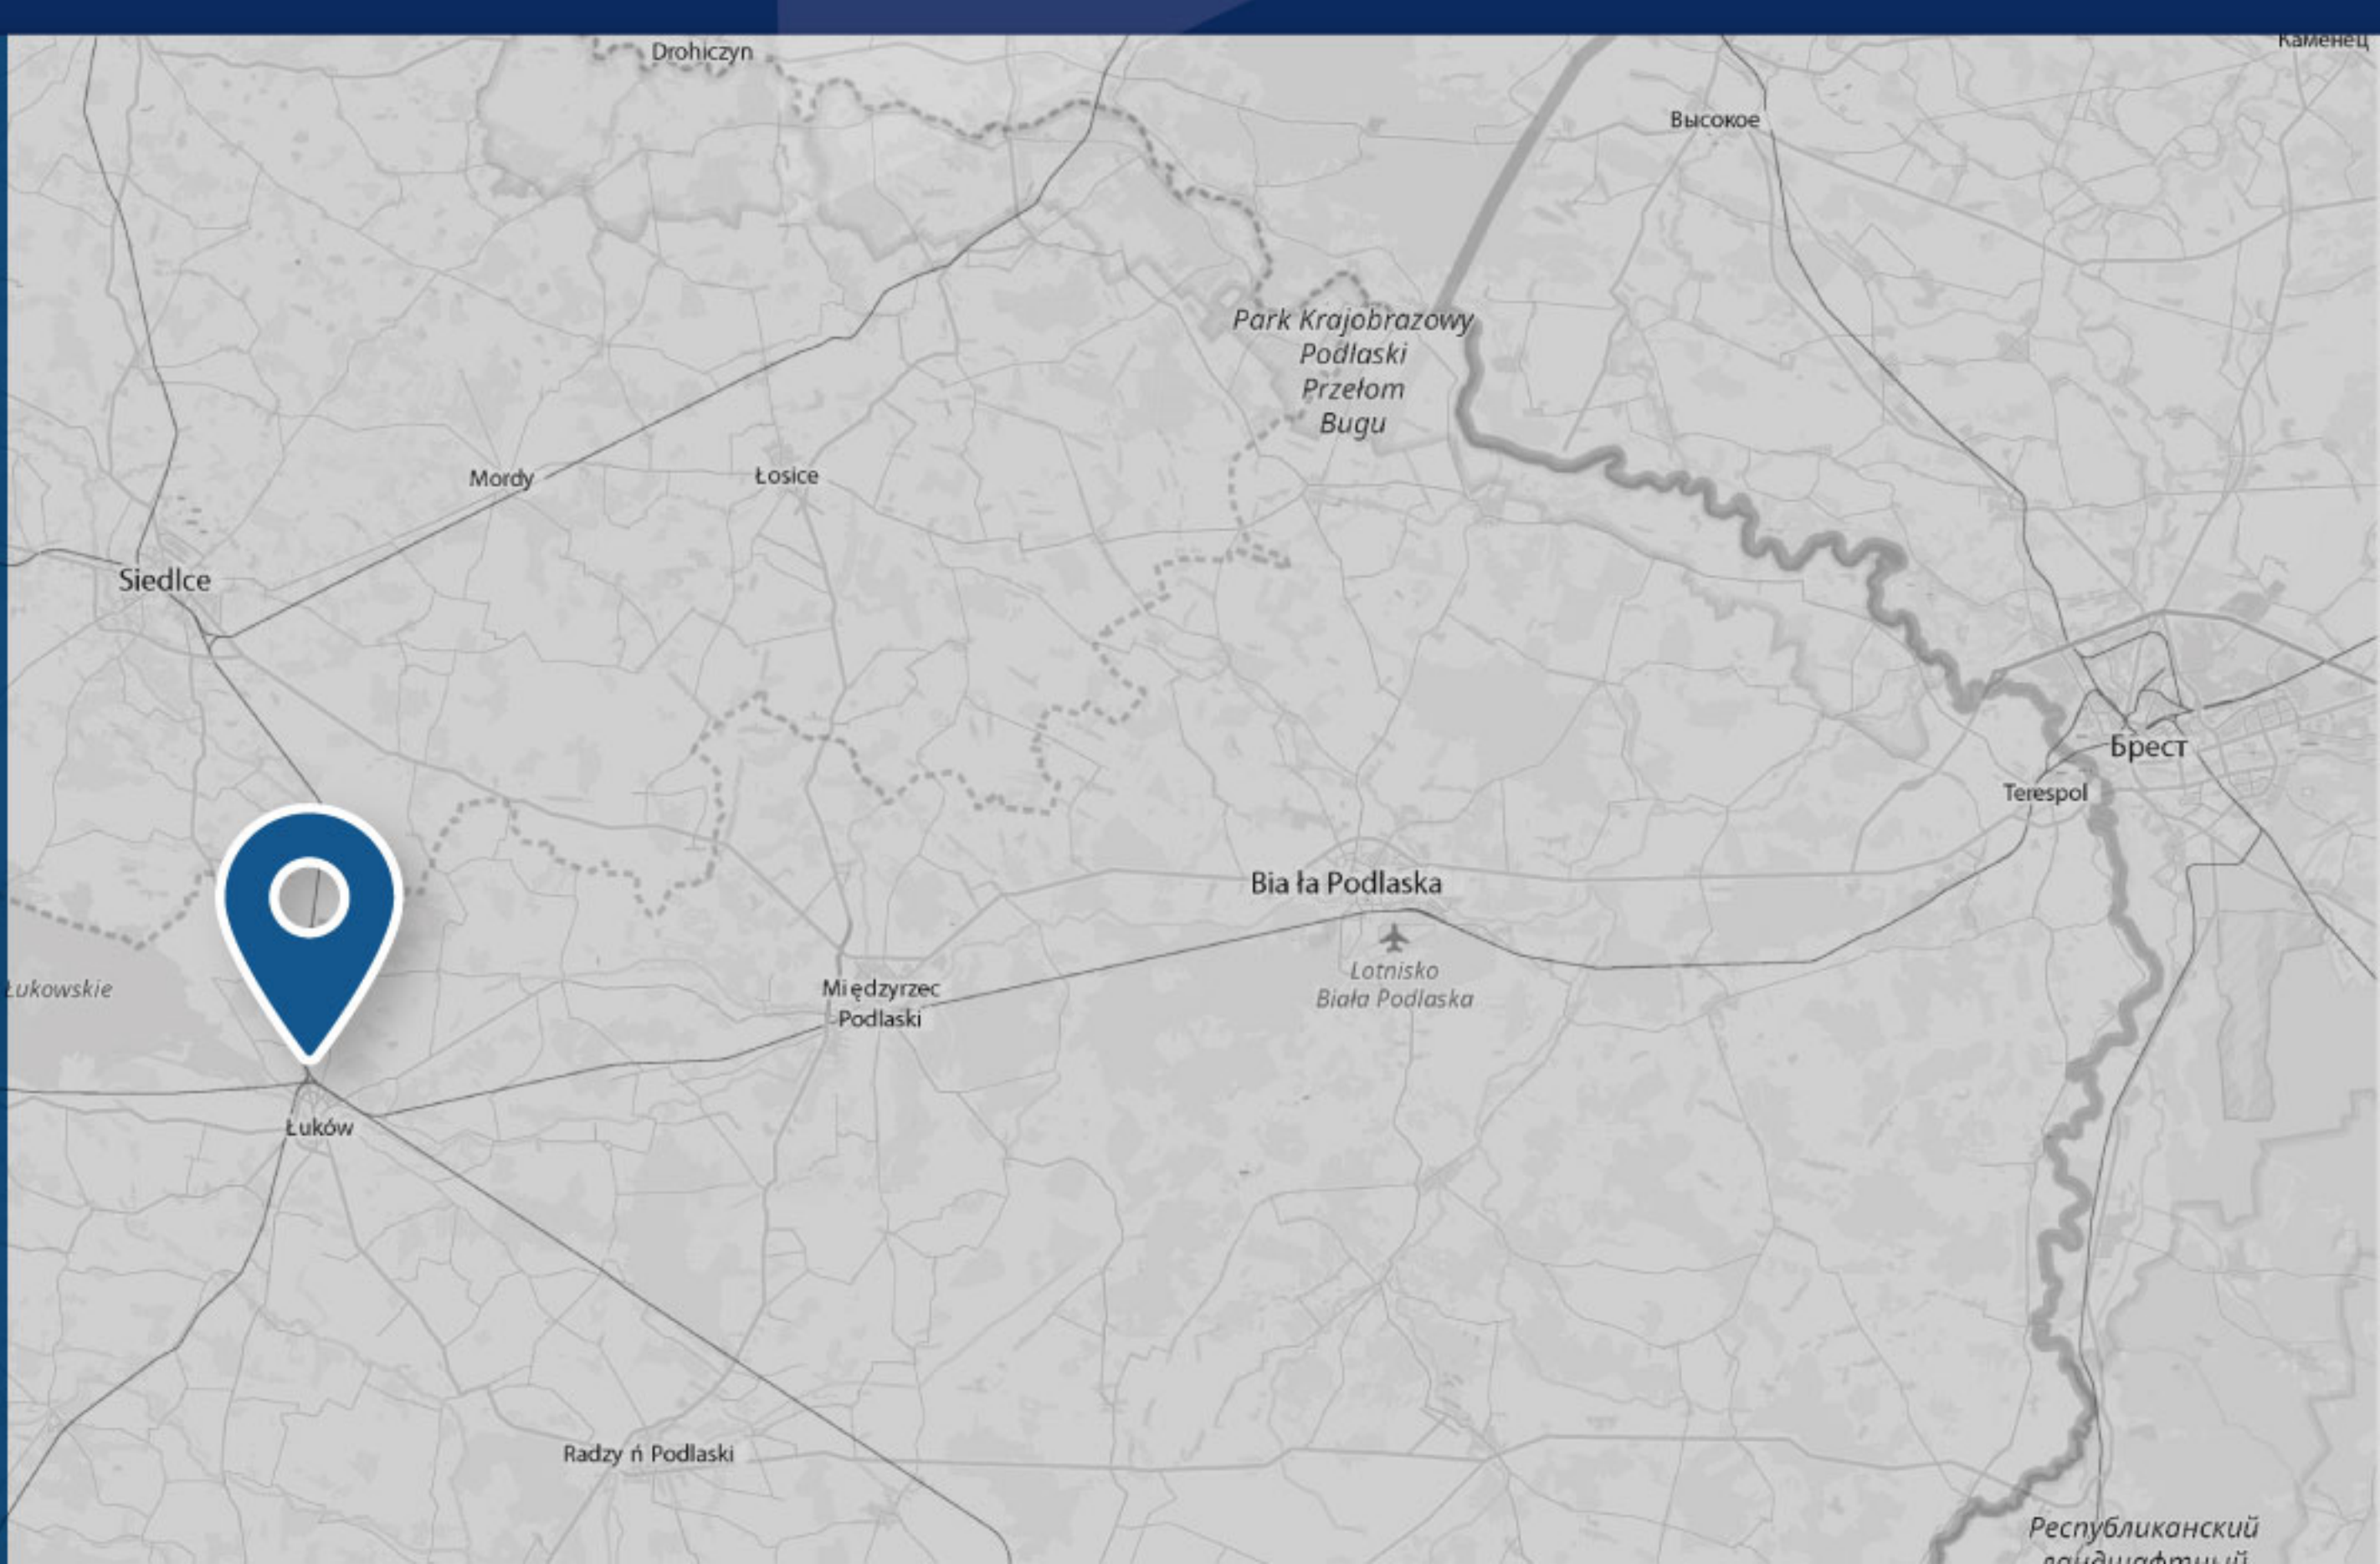 Drohiczyn
Каменец
Высокое
Park Krajobrazowy
Podlaski
Przełom
Bugu
Mordy
Łosice
Siedlce
Брест
Terespol
Bia ła Podlaska
Lotnisko
Biała Podlaska
Łukowskie
Mi ędzyrzec
Podlaski
Łuków
Radzy ń Podlaski
Республиканский
ландшафтный